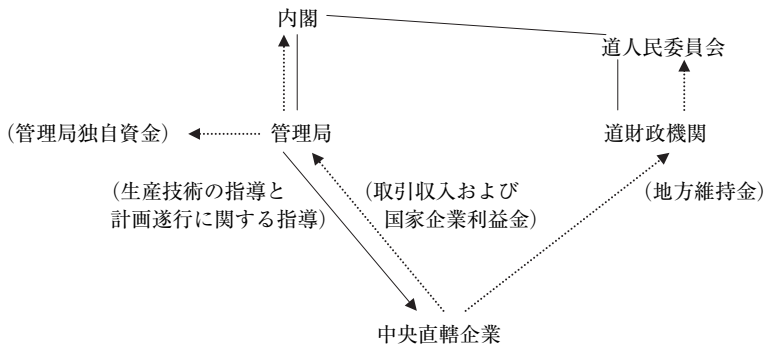 内閣
道人民委員会
（管理局独自資金）
管理局
道財政機関
（生産技術の指導と
計画遂行に関する指導）
（取引収入および
国家企業利益金）
（地方維持金）
中央直轄企業